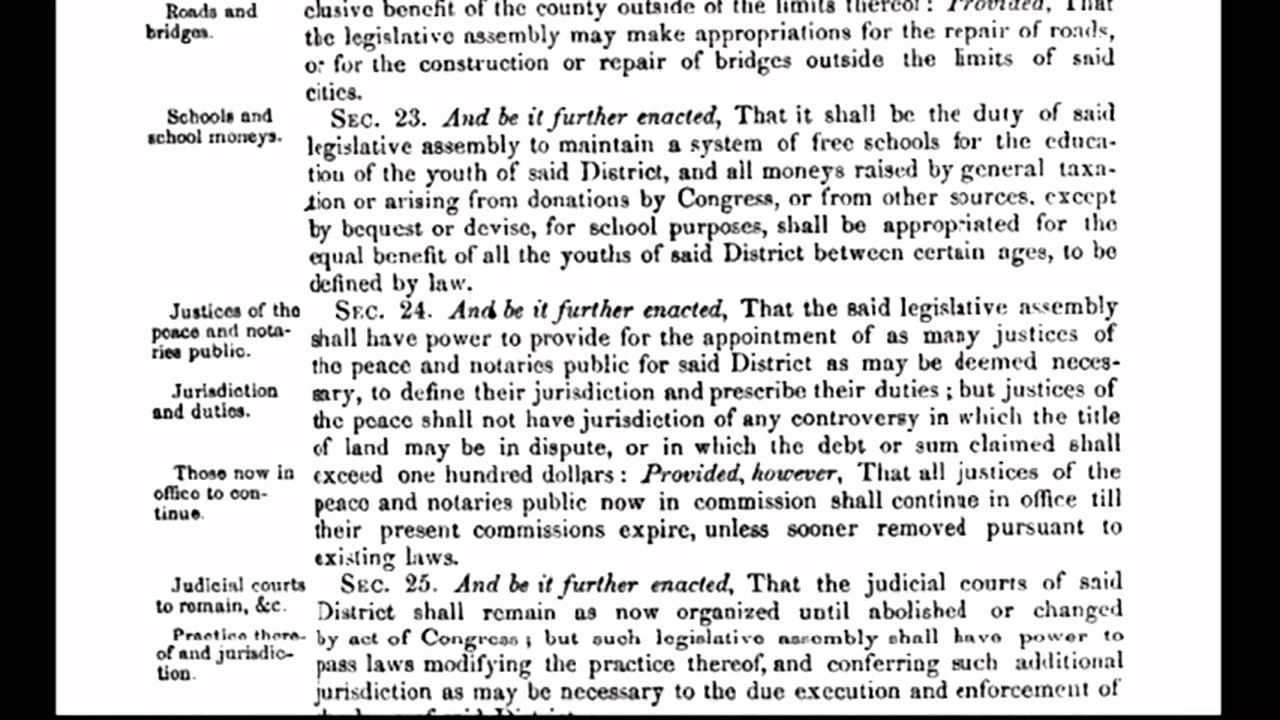 Roads and
bridges.
clusive benefit of the county outside of the limits thereof: Provided, That
the legislative assembly may make appropriations for the repair of roads,
or for the construction or repair of bridges outside the limits of said
cities.
Schools and
school moneys.
SEC. 23. And be it further enacted, That it shall be the duty of said
legislative assembly to maintain a system of free schools for the educa-
tion of the youth of said District, and all moneys raised by general taxa-
tion or arising from donations by Congress, or from other sources, except
by bequest or devise, for school purposes, shall be appropriated for the
equal benefit of all the youths of said District between certain ages, to be
defined by law.
Justices of the
peace and nota-
ries public.
Jurisdiction
and duties.
Those now in
office to con-
tinue.
SEC. 24. And be it further enacted, That the said legislative assembly
shall have power to provide for the appointment of as many justices of
the peace and notaries public for said District as may be deemed neces-
sary, to define their jurisdiction and prescribe their duties; but justices of
the peace shall not have jurisdiction of any controversy in which the title
of land may be in dispute, or in which the debt or sum claimed shall
exceed one hundred dollars: Provided, however, That all justices of the
peace and notaries public now in commission shall continue in office till
their present commissions expire, unless sooner removed pursuant to
existing laws.
Judicial courts
to remain, &c.
Practice there-
of and jurisdic-
tion.
SEC. 25. And be it further enacted, That the judicial courts of said
District shall remain as now organized until abolished or changed
by act of Congress; but such legislative assembly shall have power to
pass laws modifying the practice thereof, and conferring such additional
jurisdiction as may be necessary to the due execution and enforcement of
said District.